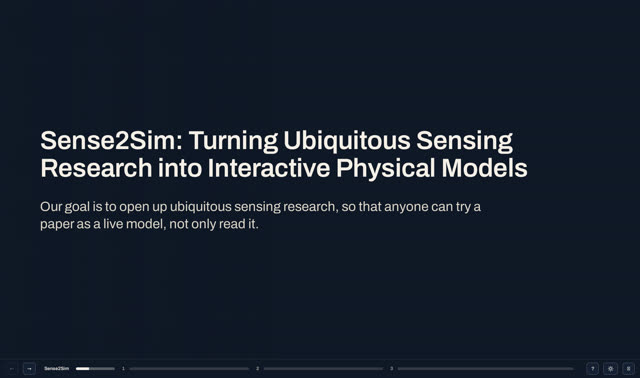 Sense2Sim: Turning Ubiquitous Sensing
Research into Interactive Physical Models
Our goal is to open up ubiquitous sensing research, so that anyone can try a
paper as a live model, not only read it.
← → Sense2Sim 1 2 3 ?